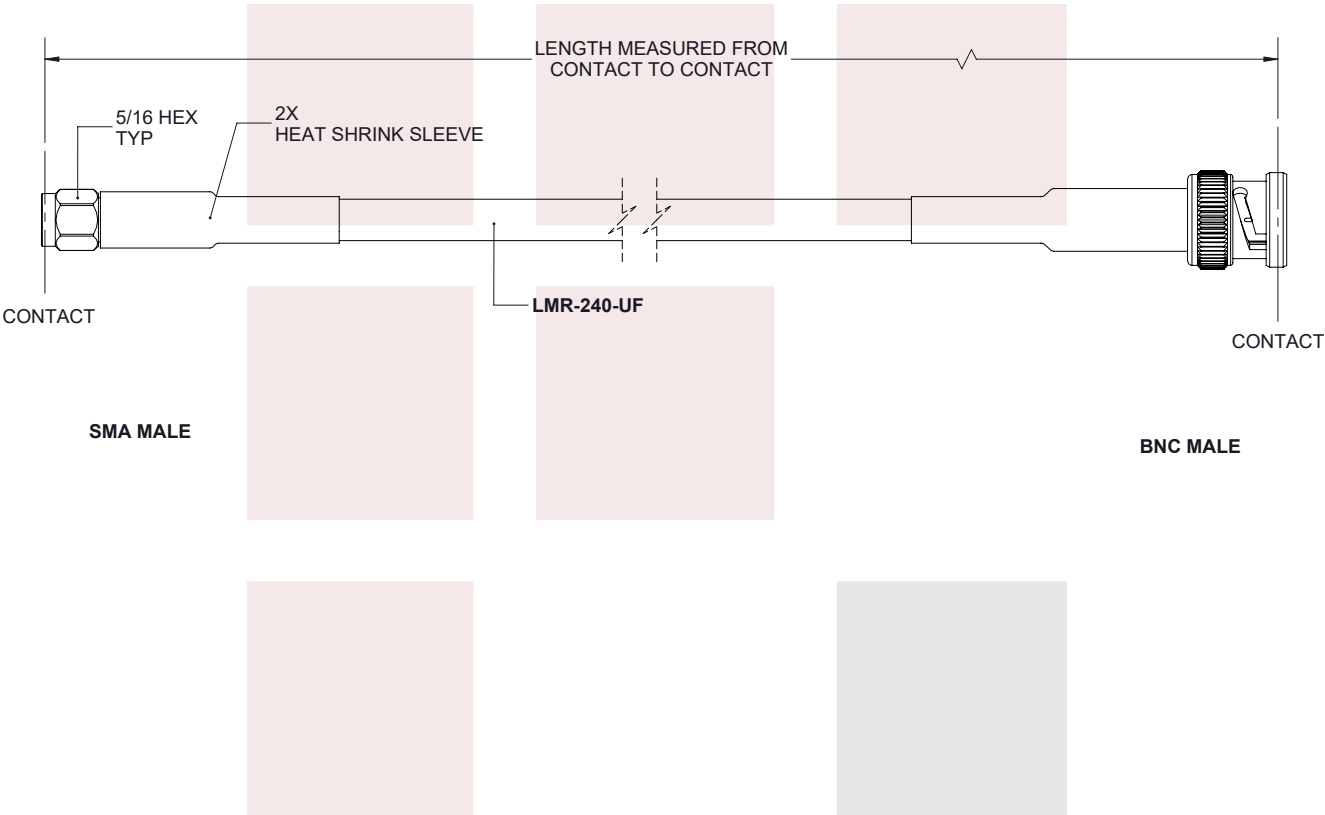 LENGTH MEASURED FROM
CONTACT TO CONTACT
5/16 HEX
TYP
2X
HEAT SHRINK SLEEVE
LMR-240-UF
CONTACT
CONTACT
SMA MALE
BNC MALE